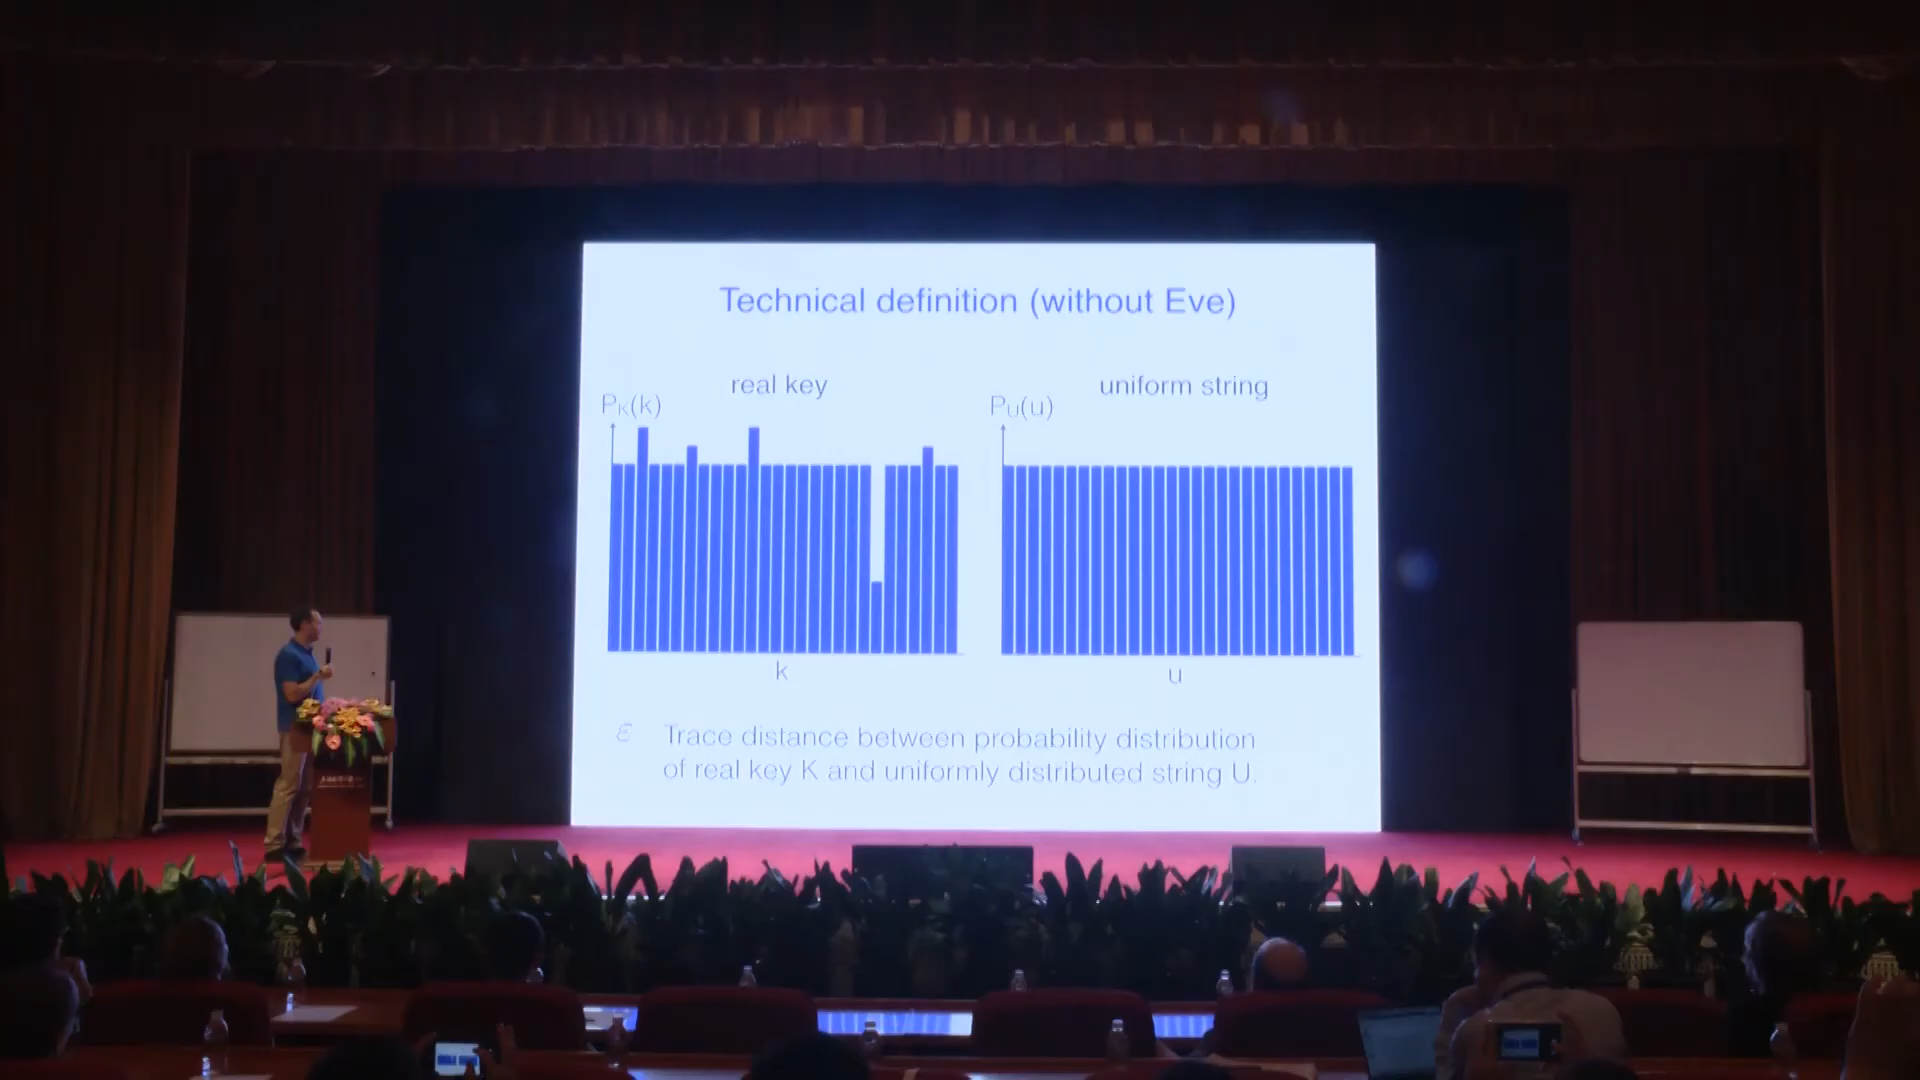 Technical definition (without Eve)
real key
uniform string
PK(k)
PU(u)
k
u
ε Trace distance between probability distribution
of real key K and uniformly distributed string U.